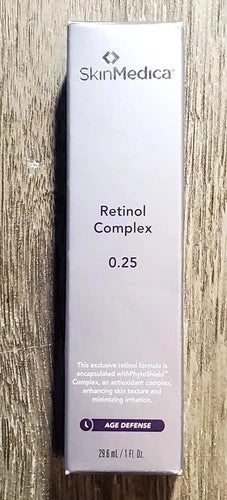 SkinMedica®
Retinol
Complex
0.25
This exclusive retinol formula is
encapsulated withPhytoShield™
Complex, an antioxidant complex,
enhancing skin texture and
minimizing irritation.
AGE DEFENSE
29.6 mL / 1 Fl. Oz.